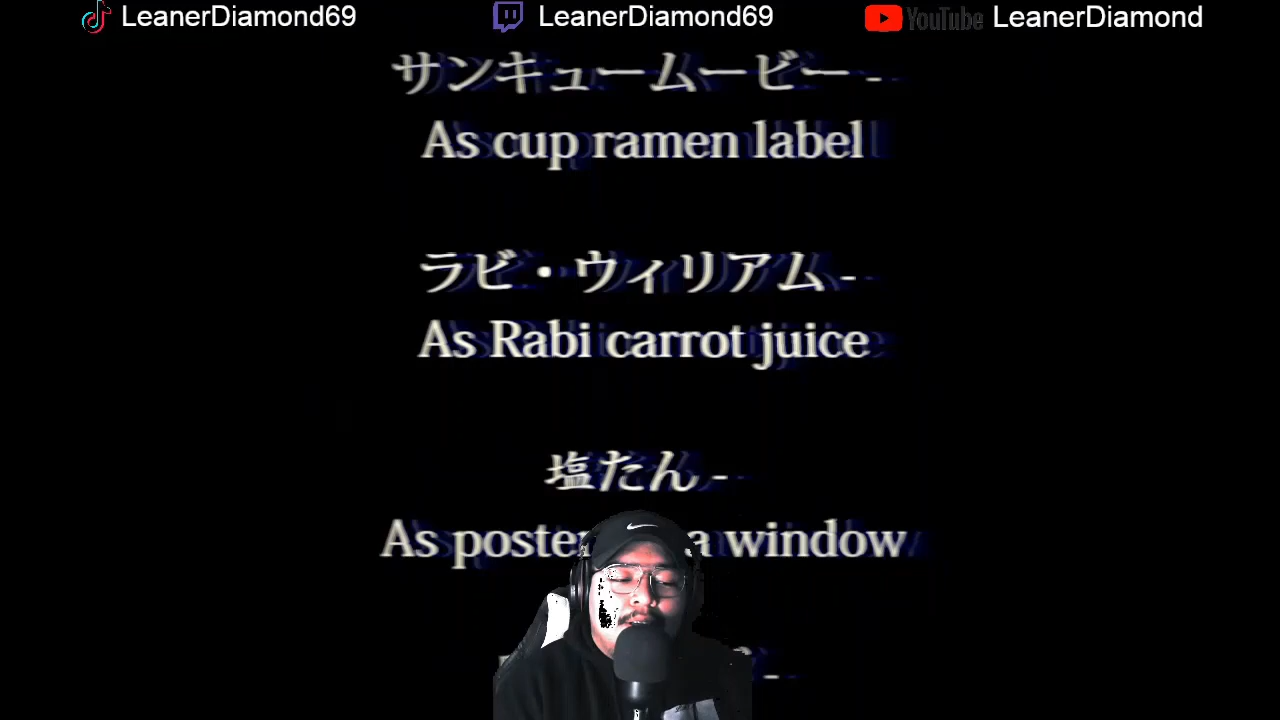 LeanerDiamond69 LeanerDiamond69 YouTube LeanerDiamond
サンキュームービー -
As cup ramen label
ラビ・ウィリアム -
As Rabi carrot juice
塩たん -
As poster a window
-